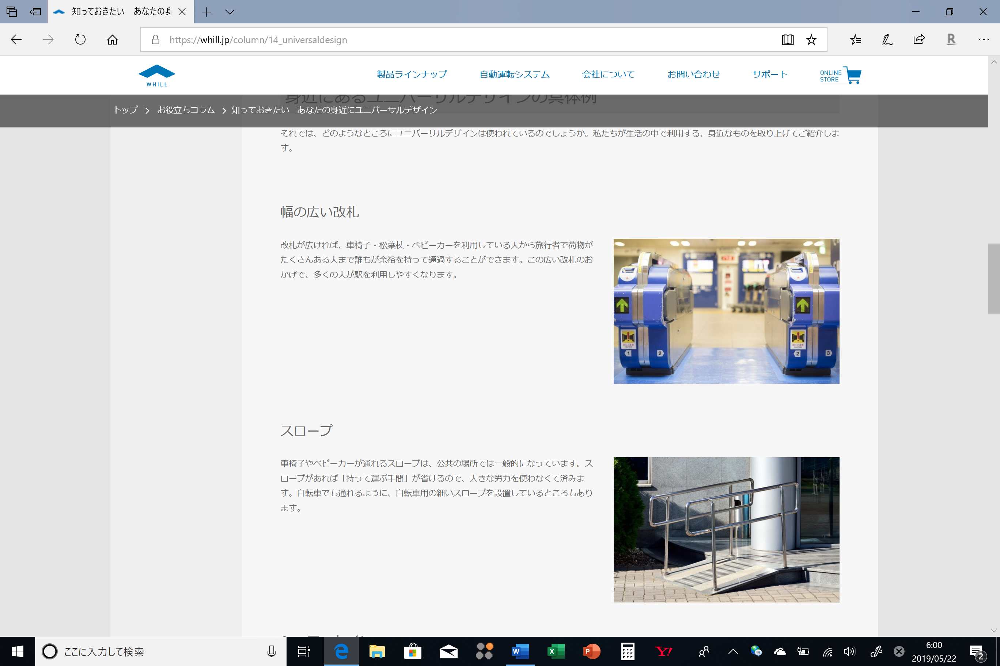 知っておきたい　あなたの身
https://whill.jp/column/14_universaldesign
WHILL
製品ラインナップ
自動運転システム
会社について
お問い合わせ
サポート
ONLINE
STORE
身近にあるユニバーサルデザインの具体例
トップ
お役立ちコラム
知っておきたい　あなたの身近にユニバーサルデザイン
それでは、どのようなところにユニバーサルデザインは使われているのでしょうか。私たちが生活の中で利用する、身近なものを取り上げてご紹介しま
す。
幅の広い改札
改札が広ければ、車椅子・松葉杖・ベビーカーを利用している人から旅行者で荷物が
たくさんある人まで誰もが余裕を持って通過することができます。この広い改札のお
かげで、多くの人が駅を利用しやすくなります。
1
2
2
3
CAUTION
スロープ
車椅子やベビーカーが通れるスロープは、公共の場所では一般的になっています。ス
ロープがあれば「持って運ぶ手間」が省けるので、大きな労力を使わなくて済みま
す。自転車でも通れるように、自転車用の細いスロープを設置しているところもあり
ます。
ここに入力して検索
6:00
2019/05/22
2